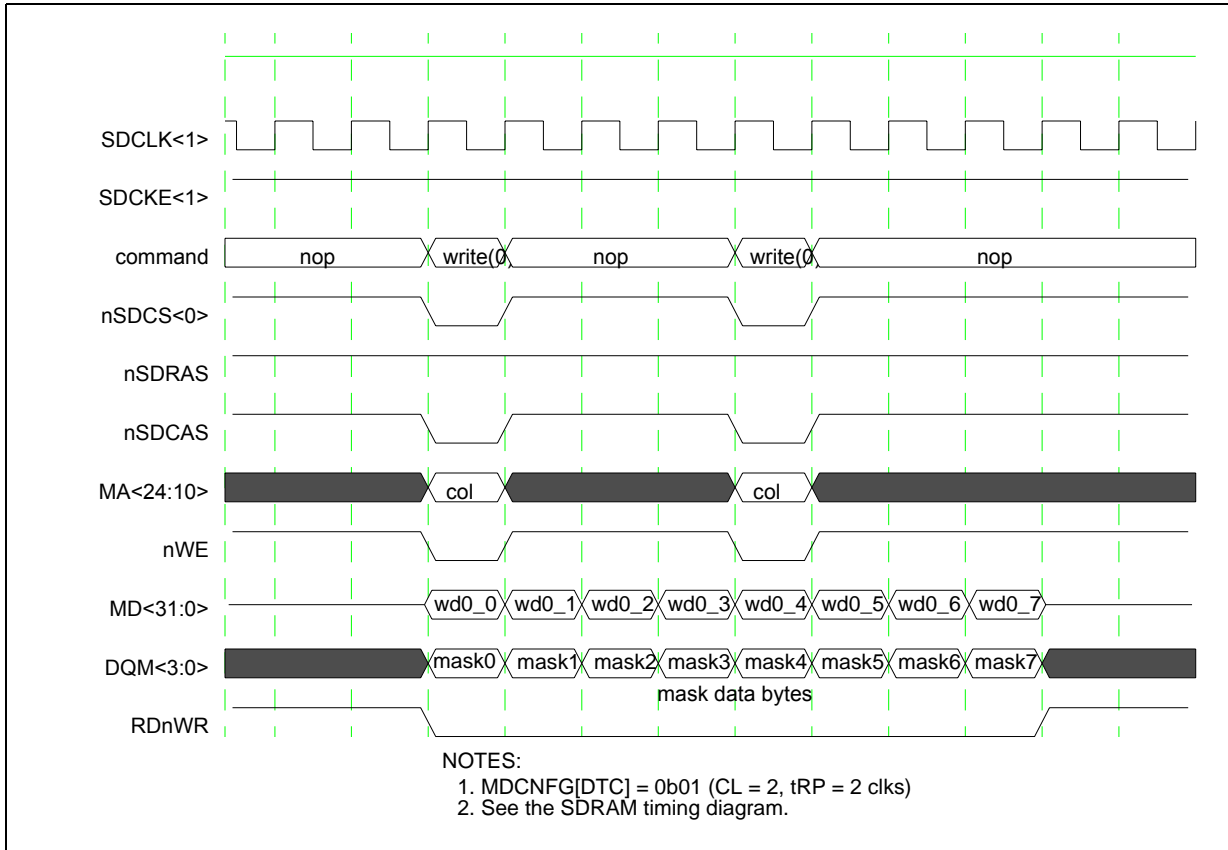 SDCLK<1>
SDCKE<1>
command nop write(0, nop write(0, nop
nSDCS<0>
nSDRAS
nSDCAS
MA<24:10> col col
nWE
MD<31:0> wd0_0 wd0_1 wd0_2 wd0_3 wd0_4 wd0_5 wd0_6 wd0_7
DQM<3:0> mask0 mask1 mask2 mask3 mask4 mask5 mask6 mask7
mask data bytes
RDnWR
NOTES:
1. MDCNFG[DTC] = 0b01 (CL = 2, tRP = 2 clks)
2. See the SDRAM timing diagram.